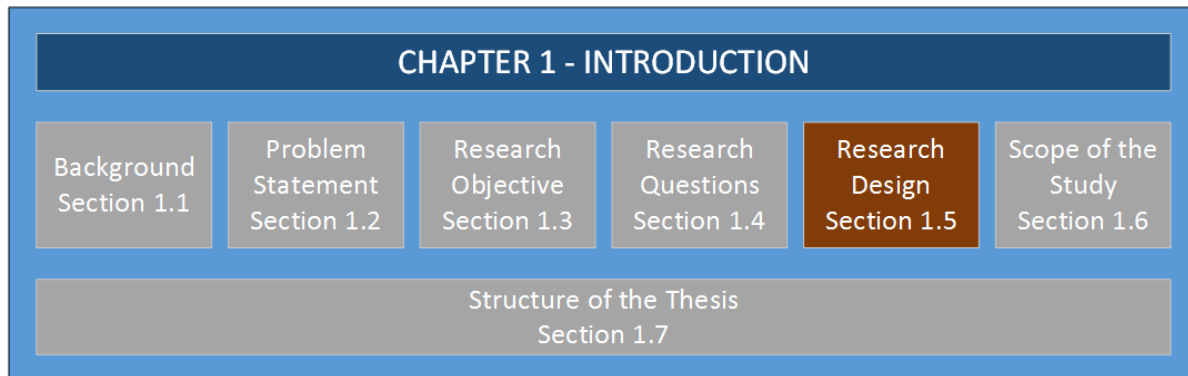 CHAPTER 1 - INTRODUCTION
Background
Section 1.1
Problem
Statement
Section 1.2
Research
Objective
Section 1.3
Research
Questions
Section 1.4
Research
Design
Section 1.5
Scope of the
Study
Section 1.6
Structure of the Thesis
Section 1.7